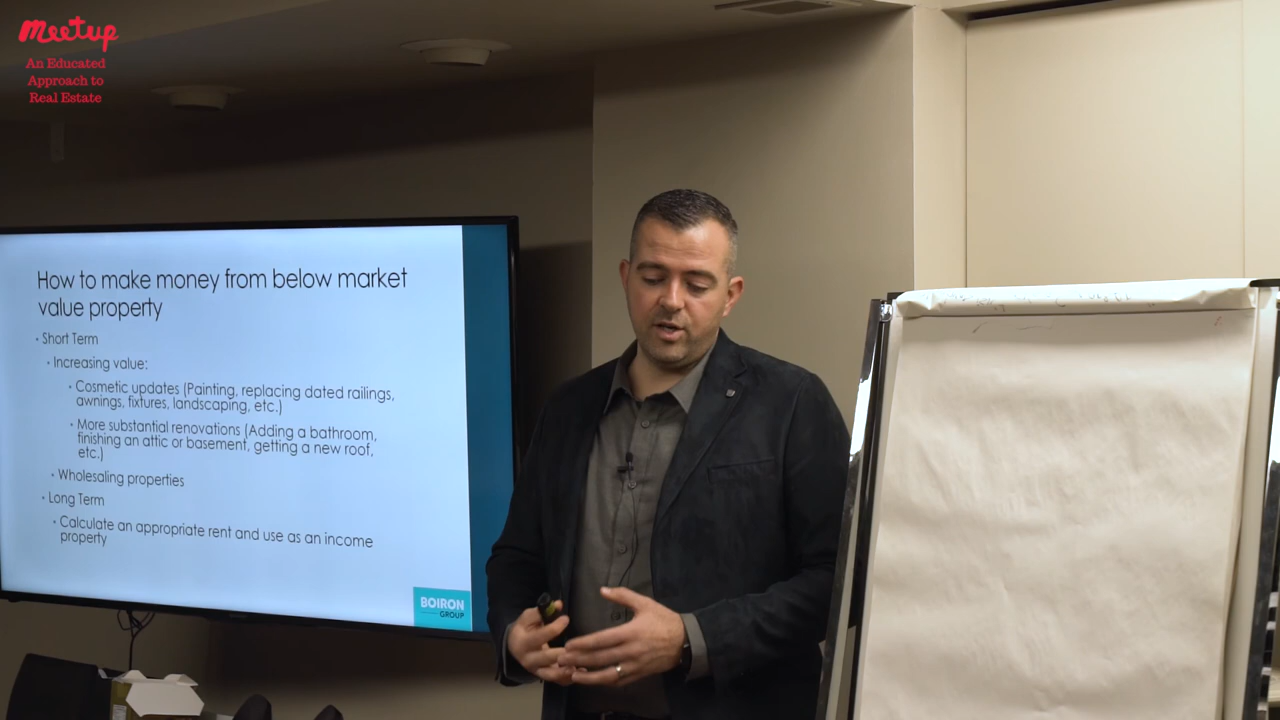 Meetup
An Educated
Approach to
Real Estate
How to make money from below market
value property
• Short Term
• Increasing value:
• Cosmetic updates (Painting, replacing dated railings,
awnings, fixtures, landscaping, etc.)
• More substantial renovations (Adding a bathroom,
finishing an attic or basement, getting a new roof,
etc.)
• Wholesaling properties
• Long Term
• Calculate an appropriate rent and use as an income
property
BOIRON
GROUP